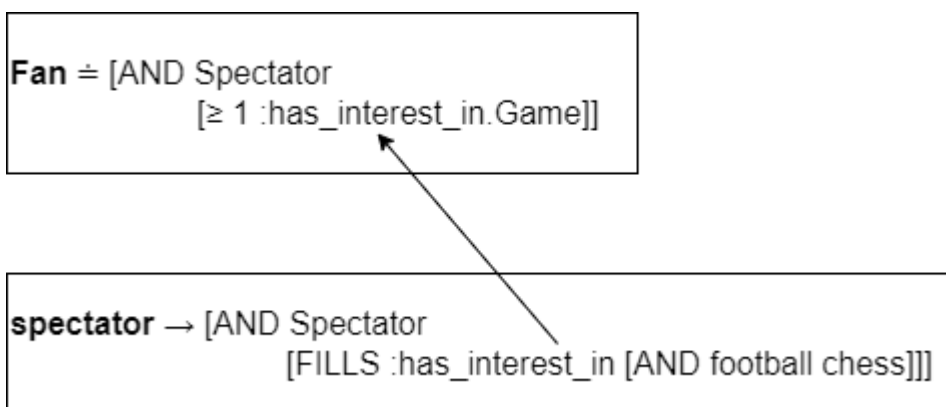 Fan ≐ [AND Spectator
[≥ 1 :has_interest_in.Game]]
spectator → [AND Spectator
[FILLS :has_interest_in [AND football chess]]]